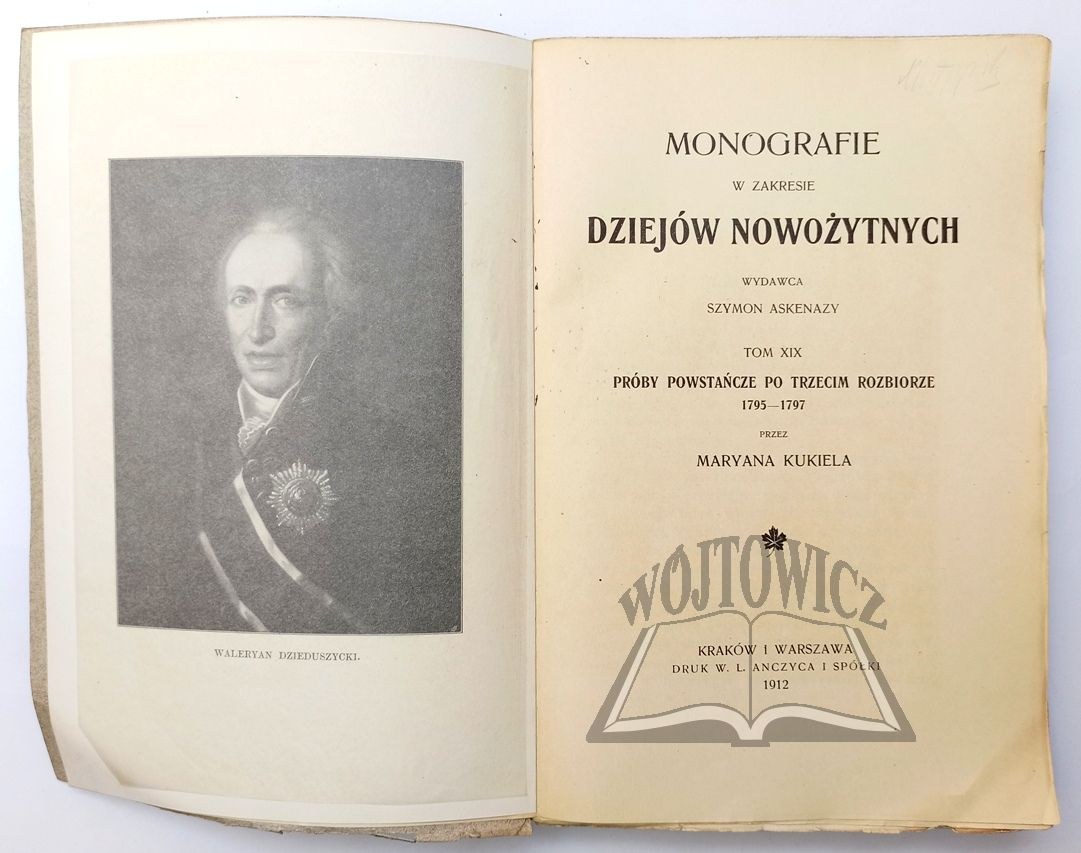 WALERYAN DZIEDUSZYCKI.
MONOGRAFIE
W ZAKRESIE
DZIEJÓW NOWOŻYTNYCH
WYDAWCA
SZYMON ASKENAZY
TOM XIX
PRÓBY POWSTAŃCZE PO TRZECIM ROZBIORZE
1795—1797
PRZEZ
MARYANA KUKIELA
WÓJTOWICZ
KRAKÓW I WARSZAWA
DRUK W. L. ANCZYCA I SPÓŁKI
1912